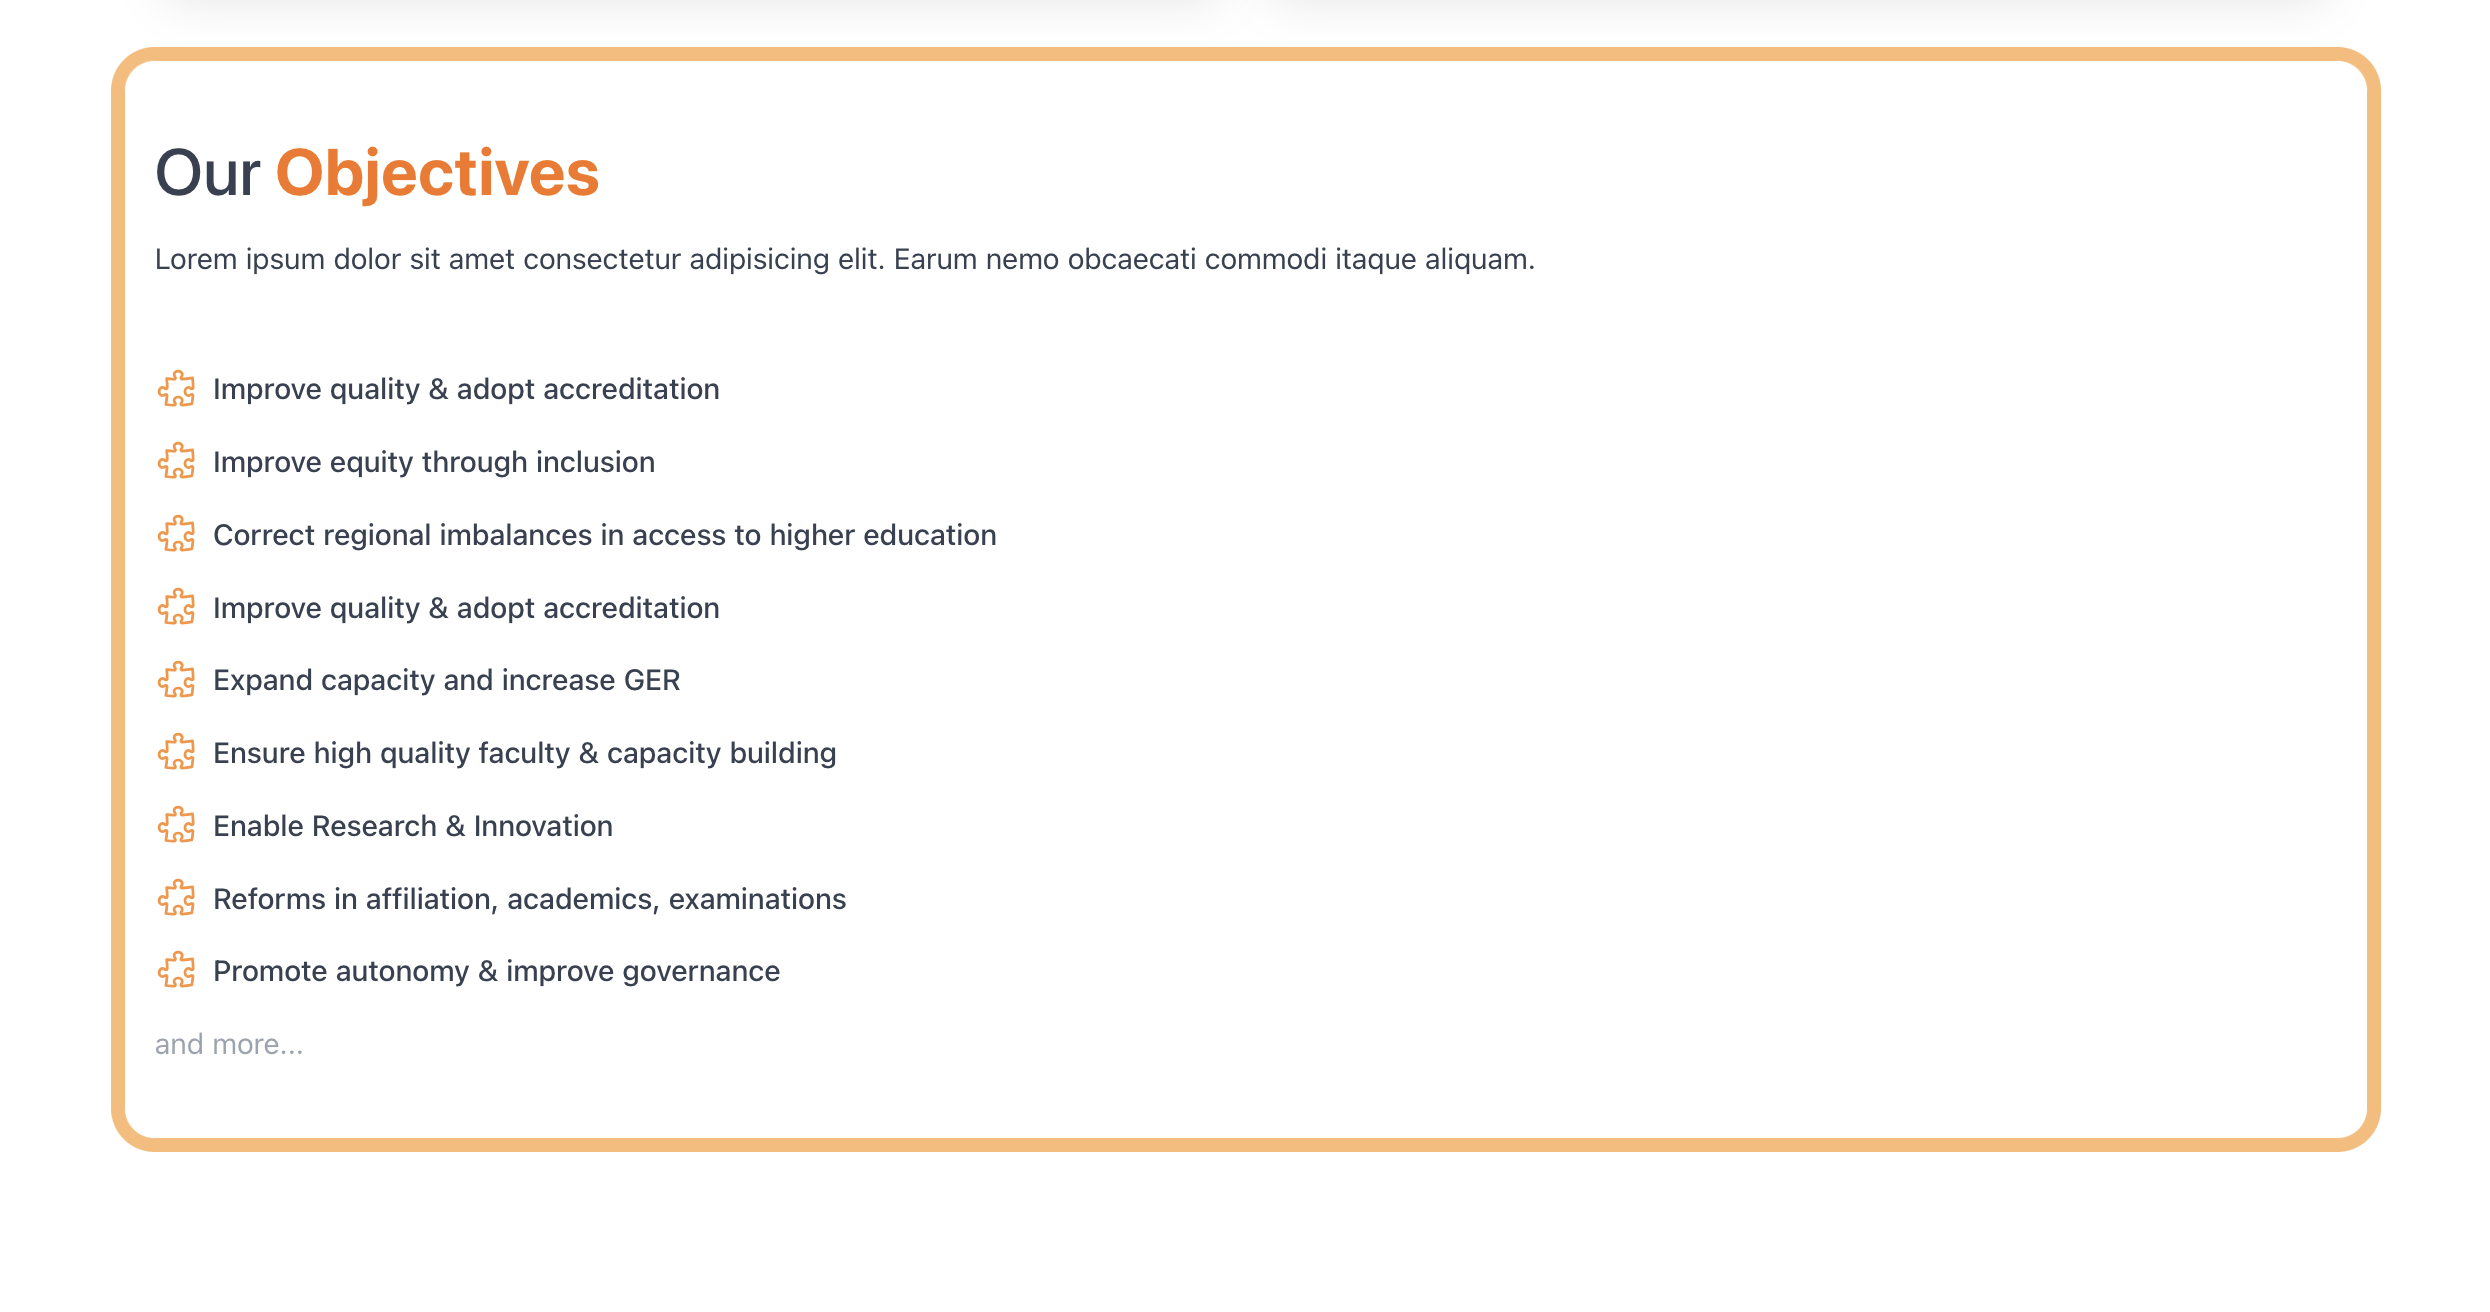 Our Objectives
Lorem ipsum dolor sit amet consectetur adipisicing elit. Earum nemo obcaecati commodi itaque aliquam.
Improve quality & adopt accreditation
Improve equity through inclusion
Correct regional imbalances in access to higher education
Improve quality & adopt accreditation
Expand capacity and increase GER
Ensure high quality faculty & capacity building
Enable Research & Innovation
Reforms in affiliation, academics, examinations
Promote autonomy & improve governance
and more...